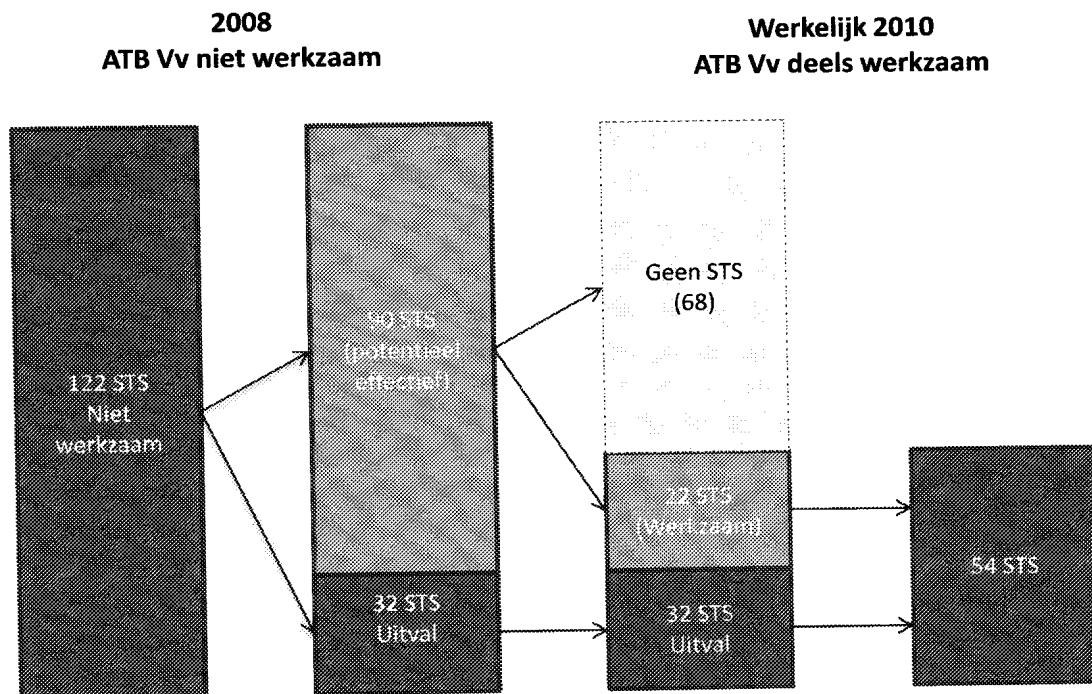 2008
ATB Vv niet werkzaam
Werkelijk 2010
ATB Vv deels werkzaam
122 STS
Niet
werkzaam
90 STS
(potentieel
effectief)
32 STS
Uitval
Geen STS
(68)
22 STS
(Werkzaam)
32 STS
Uitval
54 STS